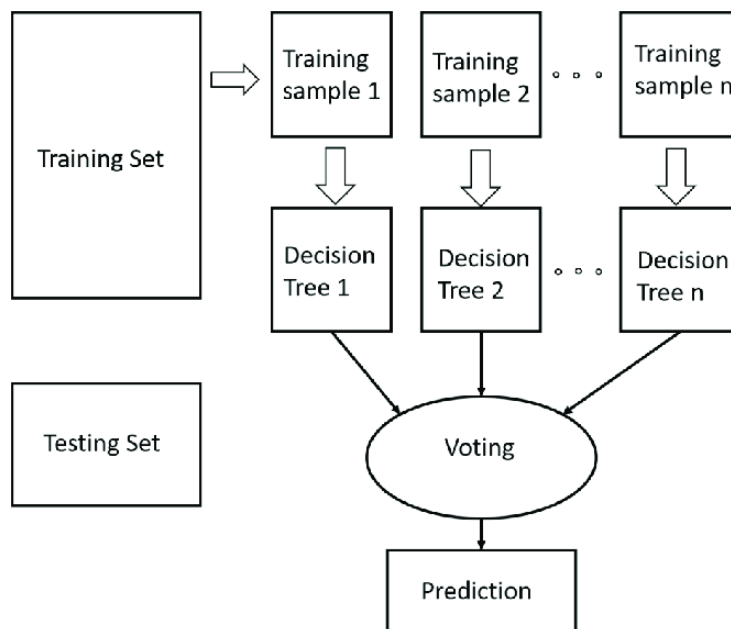 Training Set
Training
sample 1
Training
sample 2
Training
sample n
Decision
Tree 1
Decision
Tree 2
Decision
Tree n
Testing Set
Voting
Prediction